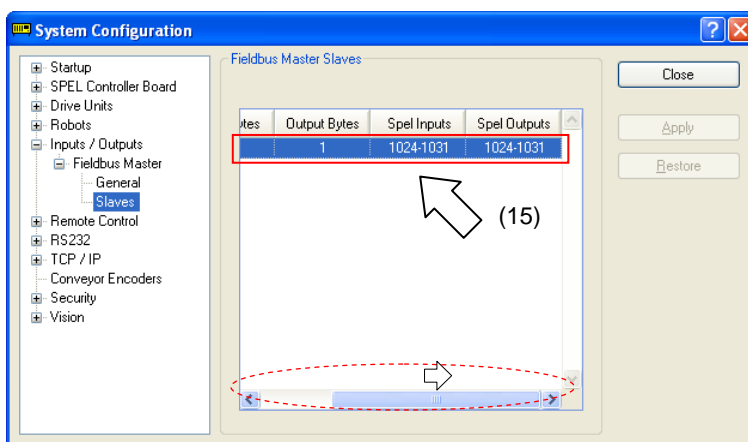 System Configuration
Startup
SPEL Controller Board
Drive Units
Robots
Inputs / Outputs
Fieldbus Master
General
Slaves
Remote Control
RS232
TCP / IP
Conveyor Encoders
Security
Vision
Fieldbus Master Slaves
ytes Output Bytes Spel Inputs Spel Outputs
1 1024-1031 1024-1031
(15)
Close
Apply
Restore